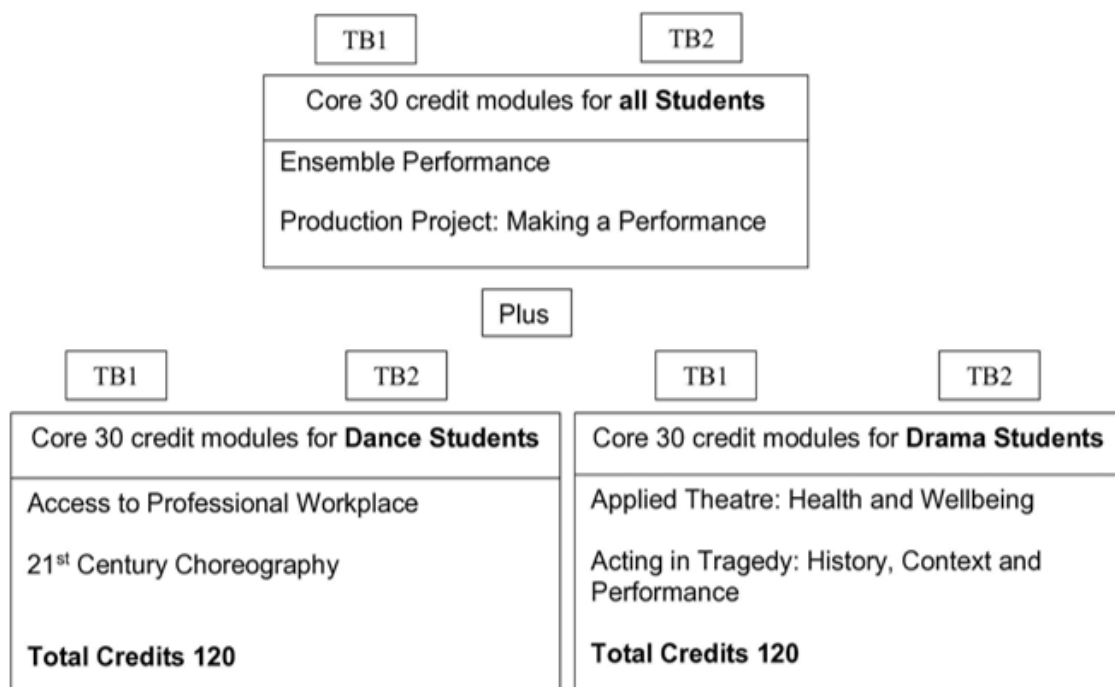 TB1 TB2
Core 30 credit modules for all Students
Ensemble Performance
Production Project: Making a Performance
Plus
TB1 TB2
Core 30 credit modules for Dance Students
Access to Professional Workplace
21st Century Choreography
Total Credits 120
TB1 TB2
Core 30 credit modules for Drama Students
Applied Theatre: Health and Wellbeing
Acting in Tragedy: History, Context and
Performance
Total Credits 120